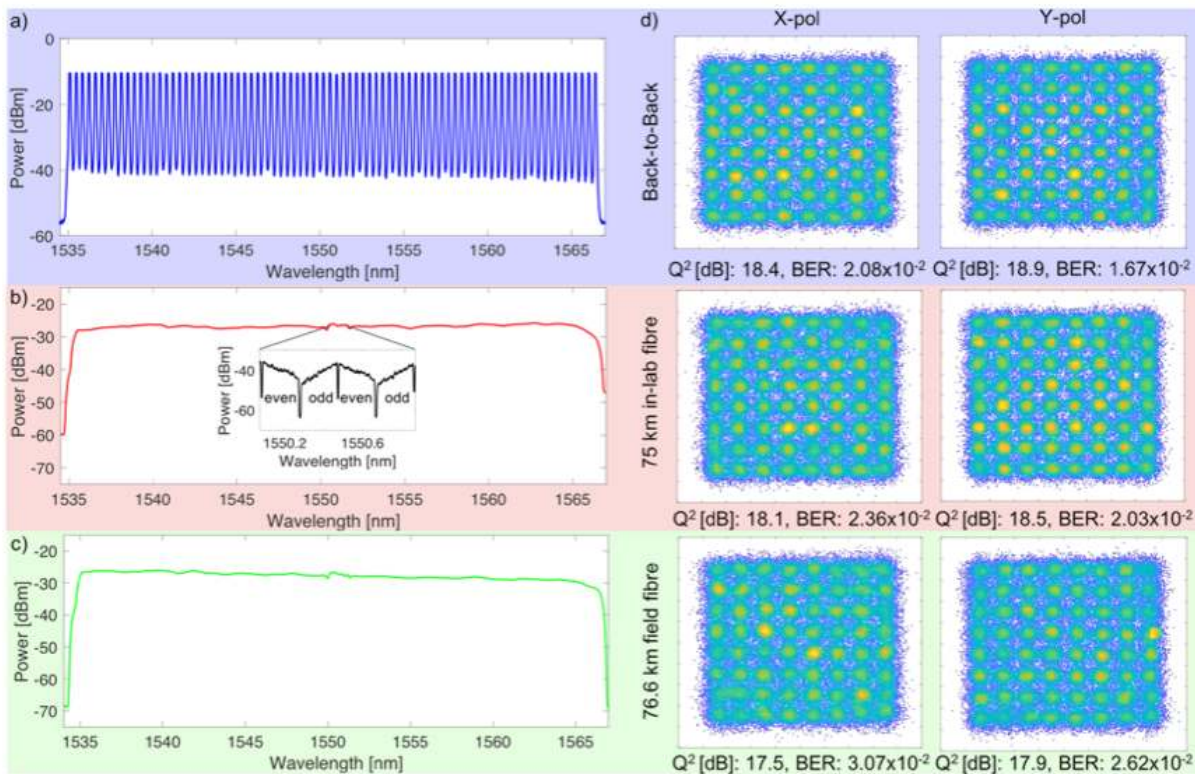 a)
0
-20
-40
-60
Power [dBm]
1535 1540 1545 1550 1555 1560 1565
Wavelength [nm]
b)
-20
-30
-40
-50
-60
-70
Power [dBm]
-40
-60
Power [dBm]
even odd even odd
1550.2 1550.6
Wavelength [nm]
1535 1540 1545 1550 1555 1560 1565
Wavelength [nm]
c)
-20
-30
-40
-50
-60
-70
Power [dBm]
1535 1540 1545 1550 1555 1560 1565
Wavelength [nm]
d)
X-pol Y-pol
Back-to-Back
Q² [dB]: 18.4, BER: 2.08x10⁻² Q² [dB]: 18.9, BER: 1.67x10⁻²
75 km in-lab fibre
Q² [dB]: 18.1, BER: 2.36x10⁻² Q² [dB]: 18.5, BER: 2.03x10⁻²
76.6 km field fibre
Q² [dB]: 17.5, BER: 3.07x10⁻² Q² [dB]: 17.9, BER: 2.62x10⁻²